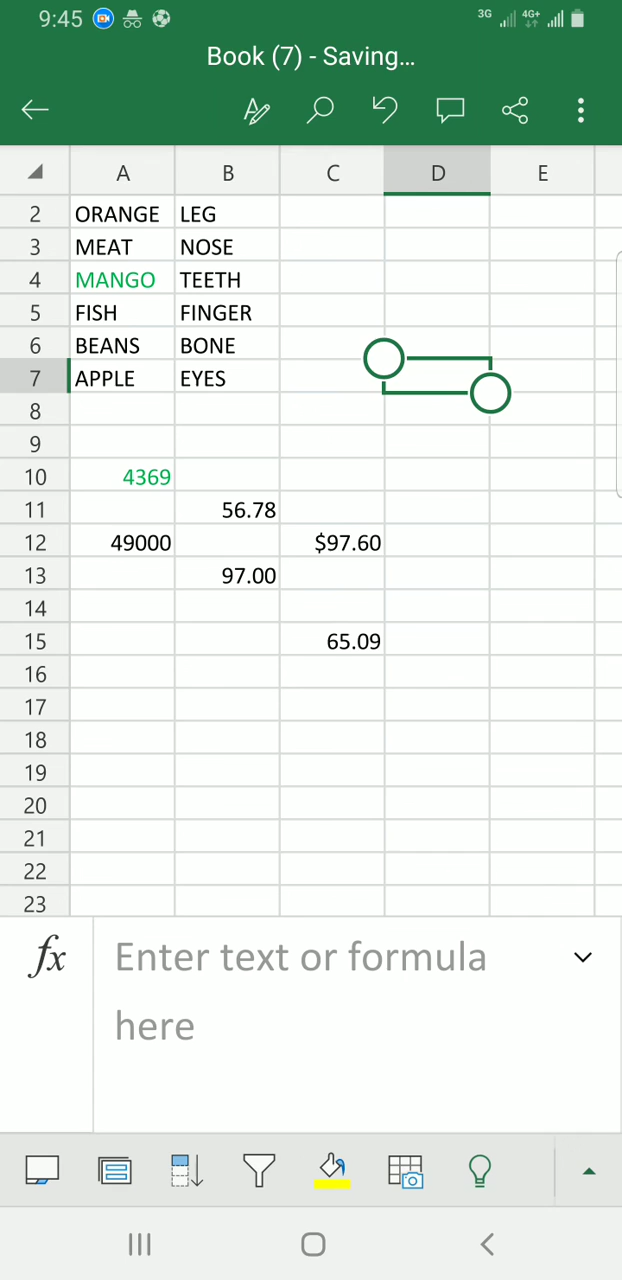 9:45 3G 4G+
Book (7) - Saving...
A B C D E
2 ORANGE LEG
3 MEAT NOSE
4 MANGO TEETH
5 FISH FINGER
6 BEANS BONE
7 APPLE EYES
8
9
10 4369
11 56.78
12 49000 $97.60
13 97.00
14
15 65.09
16
17
18
19
20
21
22
23
fx Enter text or formula
here